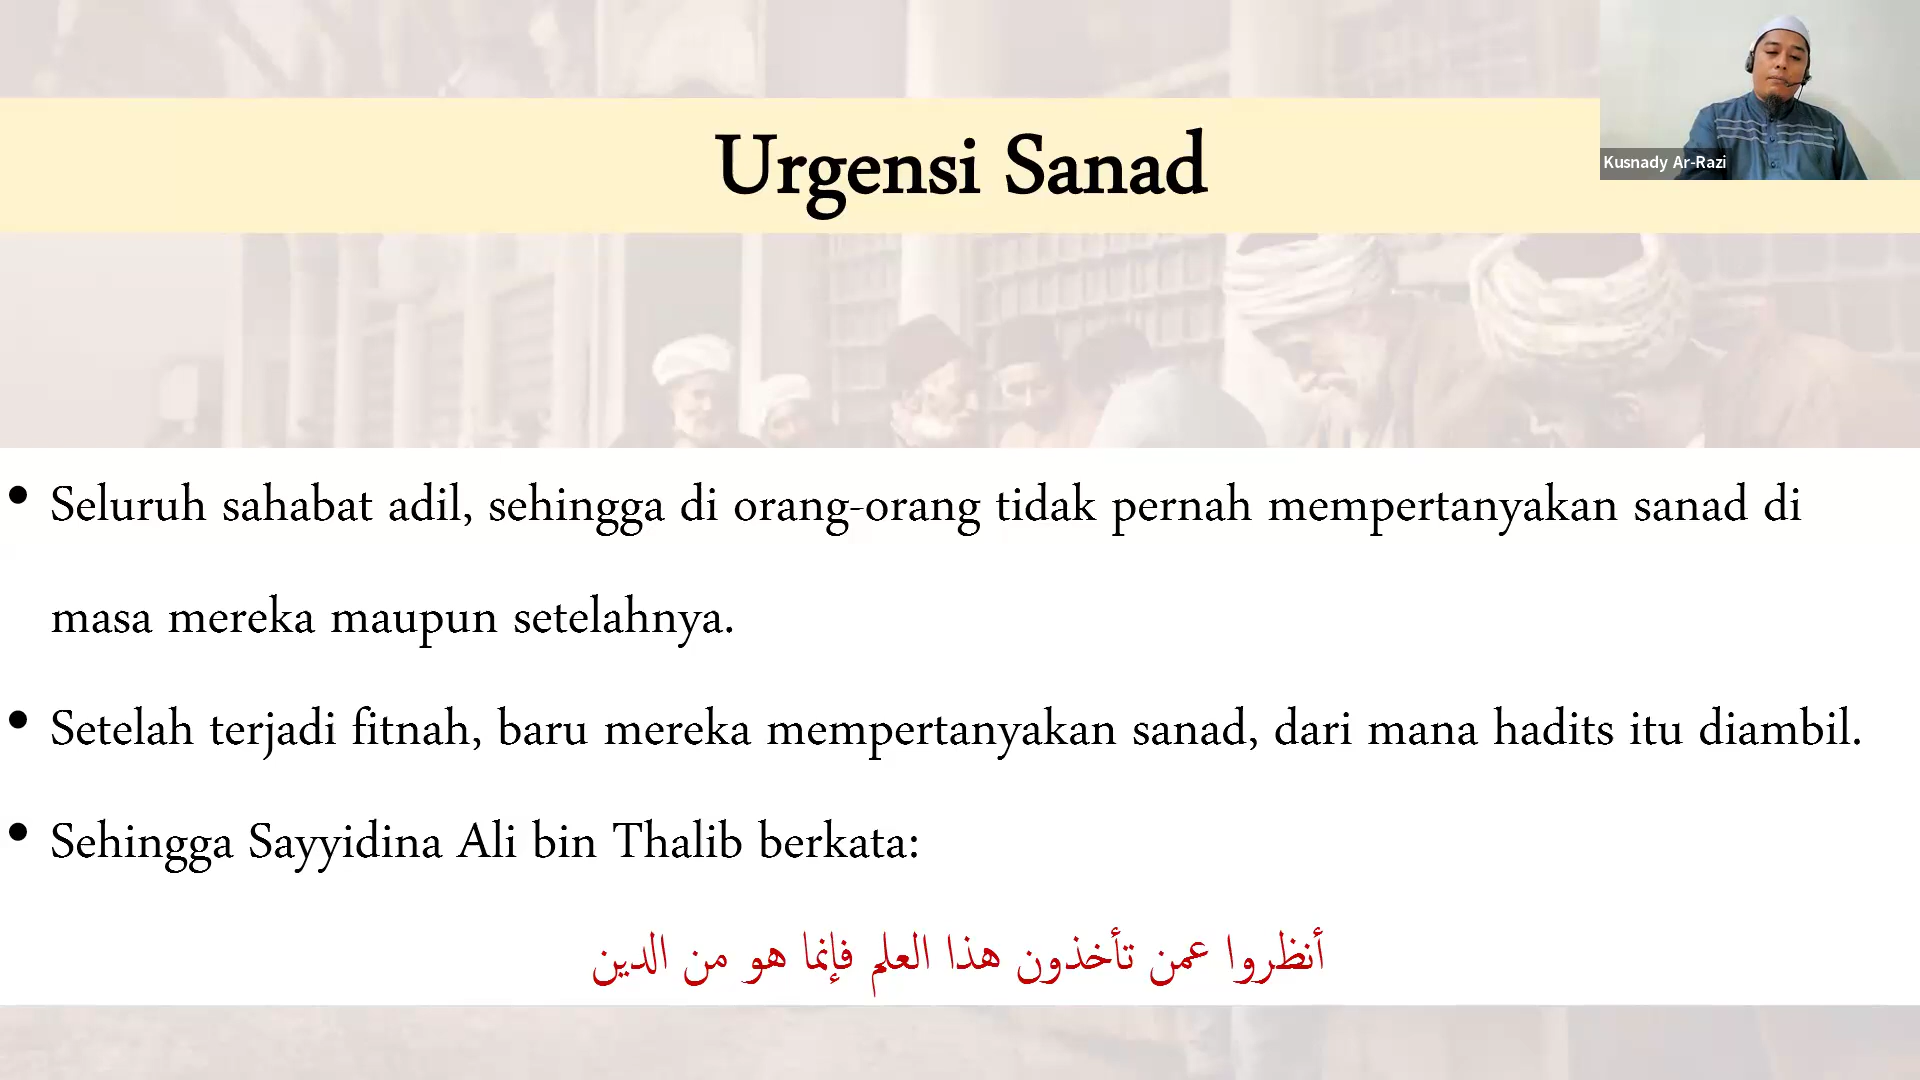 Urgensi Sanad
Kusnady Ar-Razi
• Seluruh sahabat adil, sehingga di orang-orang tidak pernah mempertanyakan sanad di
masa mereka maupun setelahnya.
• Setelah terjadi fitnah, baru mereka mempertanyakan sanad, dari mana hadits itu diambil.
• Sehingga Sayyidina Ali bin Thalib berkata:
أنظروا عمن تأخذون هذا العلم فإنما هو من الدين